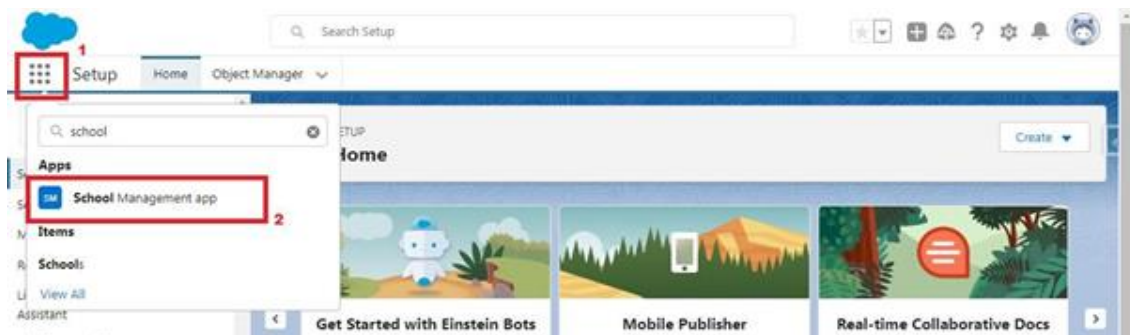 Search Setup
1
Setup Home Object Manager
school
SETUP
Home
Create
Apps
SM School Management app
2
Items
Schools
View All
Assistant
Get Started with Einstein Bots
Mobile Publisher
Real-time Collaborative Docs